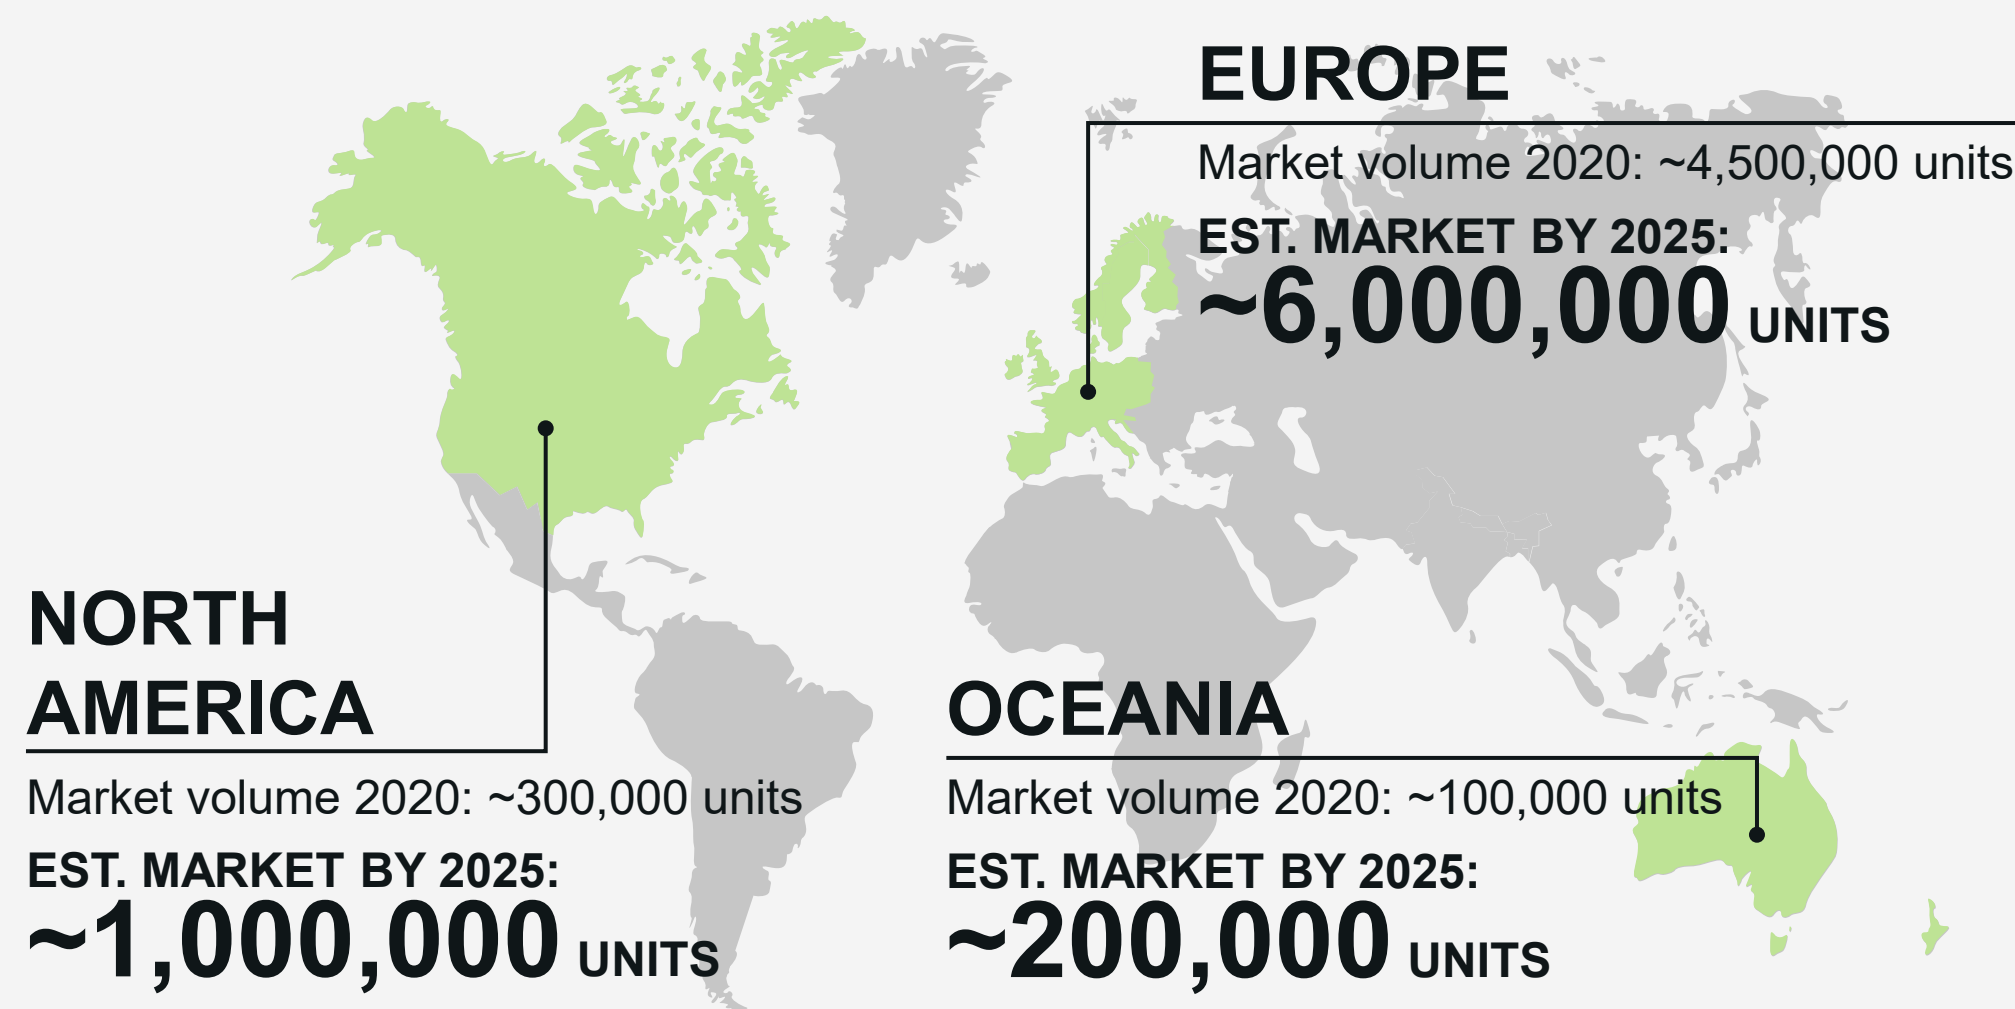 EUROPE
Market volume 2020: ~4,500,000 units
EST. MARKET BY 2025:
~6,000,000 UNITS
NORTH
AMERICA
Market volume 2020: ~300,000 units
EST. MARKET BY 2025:
~1,000,000 UNITS
OCEANIA
Market volume 2020: ~100,000 units
EST. MARKET BY 2025:
~200,000 UNITS